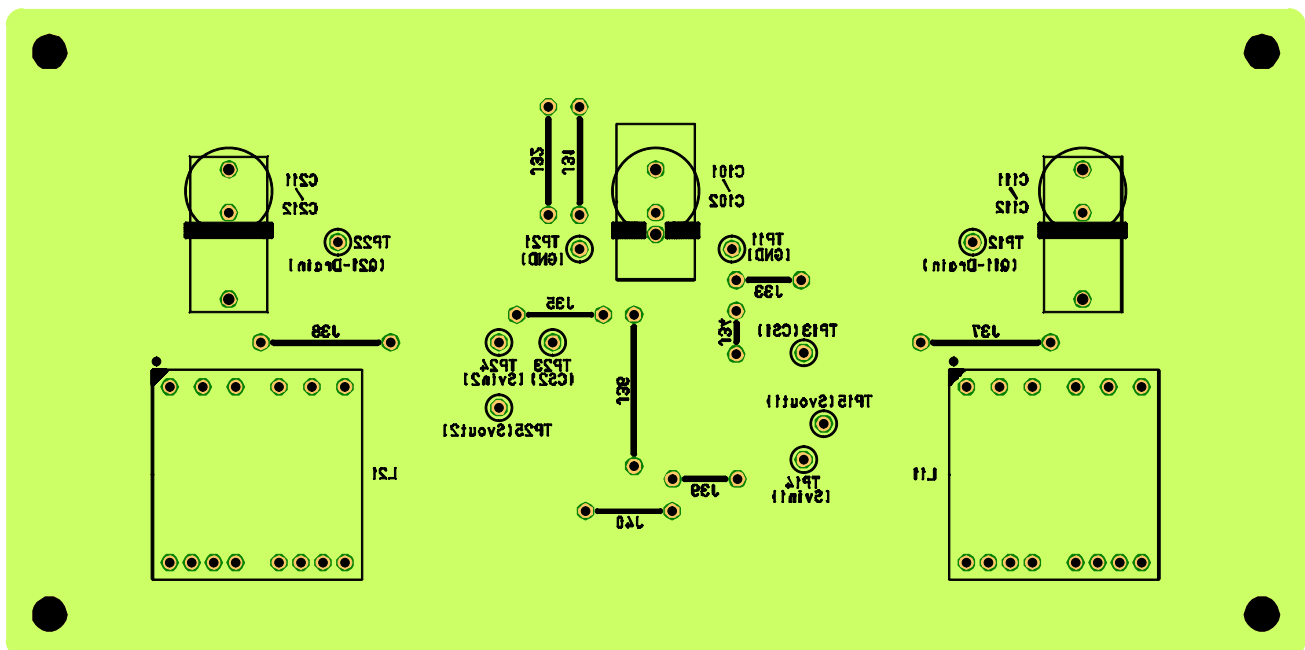 J32
J31
C211
/
C212
C101
/
C102
C111
/
C112
TP22
(Q21-Drain)
TP21
(GND)
TP11
(GND)
TP12
(Q11-Drain)
J33
J35
J38
J34
TP13(CS1)
J37
TP24
(Svin2)
TP23
(CS2)
J36
TP15(Svout1)
TP25(Svout2)
L21
L11
J39
TP14
(Svin1)
J40